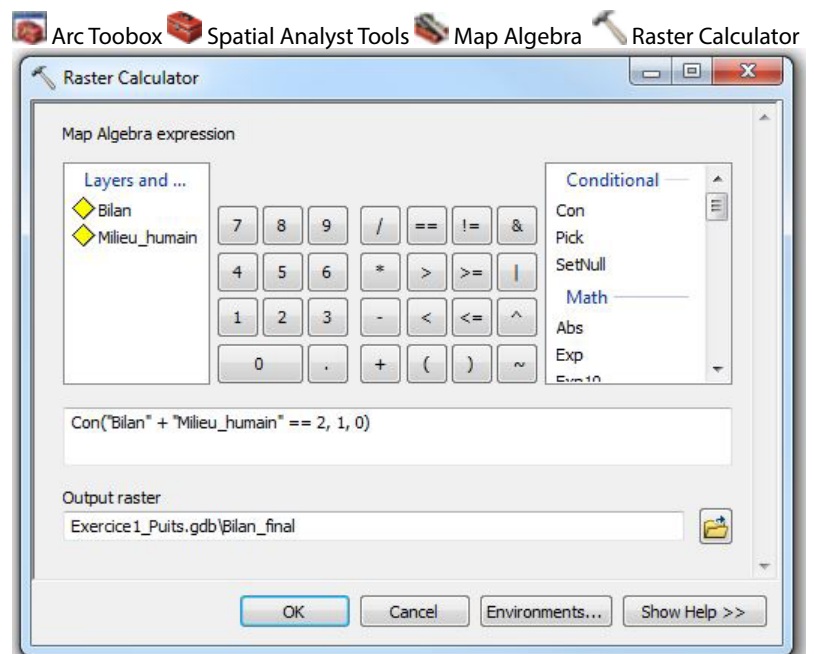 Arc Toobox Spatial Analyst Tools Map Algebra Raster Calculator
Raster Calculator
Map Algebra expression
Layers and ...
Bilan
Milieu_humain
7 8 9 / == != &
4 5 6 * > >= |
1 2 3 - < <= ^
0 . + ( ) ~
Conditional
Con
Pick
SetNull
Math
Abs
Exp
Exp10
Con("Bilan" + "Milieu_humain" == 2, 1, 0)
Output raster
Exercice1_Puits.gdb\Bilan_final
OK Cancel Environments... Show Help >>